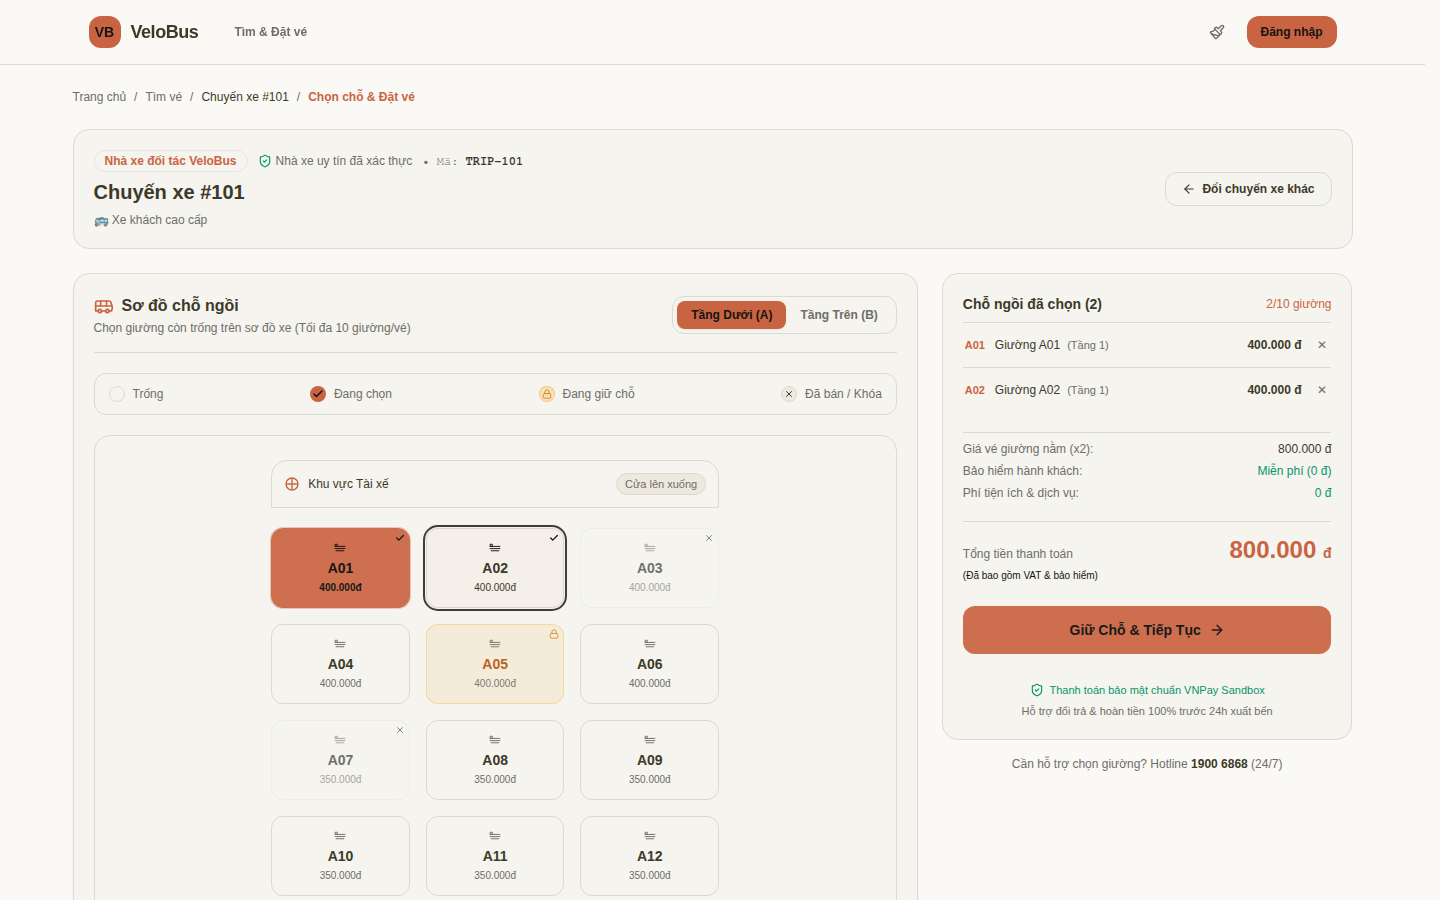 VB VeloBus Tìm & Đặt vé Đăng nhập
Trang chủ / Tìm vé / Chuyến xe #101 / Chọn chỗ & Đặt vé
Nhà xe đối tác VeloBus Nhà xe uy tín đã xác thực • Mã: TRIP-101
Chuyến xe #101
Xe khách cao cấp
Đổi chuyến xe khác
Sơ đồ chỗ ngồi
Chọn giường còn trống trên sơ đồ xe (Tối đa 10 giường/vé)
Tầng Dưới (A) Tầng Trên (B)
Trống Đang chọn Đang giữ chỗ Đã bán / Khóa
Khu vực Tài xế Cửa lên xuống
A01 A02 A03
400.000đ 400.000đ 400.000đ
A04 A05 A06
400.000đ 400.000đ 400.000đ
A07 A08 A09
350.000đ 350.000đ 350.000đ
A10 A11 A12
350.000đ 350.000đ 350.000đ
Chỗ ngồi đã chọn (2) 2/10 giường
A01 Giường A01 (Tầng 1) 400.000 đ ✕
A02 Giường A02 (Tầng 1) 400.000 đ ✕
Giá vé giường nằm (x2): 800.000 đ
Bảo hiểm hành khách: Miễn phí (0 đ)
Phí tiện ích & dịch vụ: 0 đ
Tổng tiền thanh toán 800.000 đ
(Đã bao gồm VAT & bảo hiểm)
Giữ Chỗ & Tiếp Tục →
Thanh toán bảo mật chuẩn VNPay Sandbox
Hỗ trợ đổi trả & hoàn tiền 100% trước 24h xuất bến
Cần hỗ trợ chọn giường? Hotline 1900 6868 (24/7)